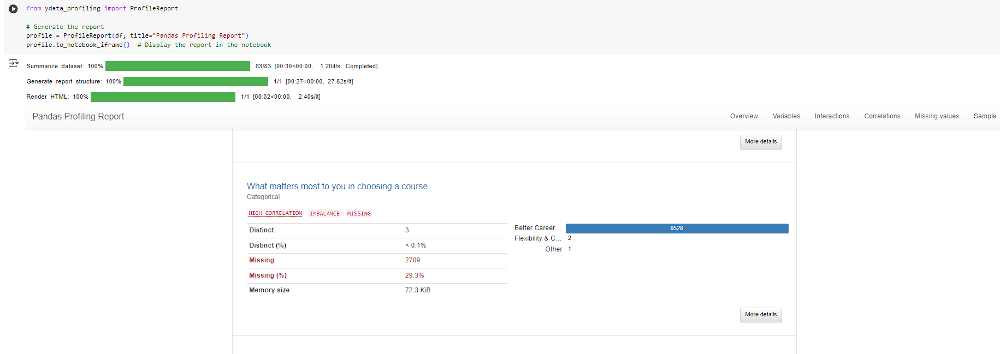 from ydata_profiling import ProfileReport
# Generate the report
profile = ProfileReport(df, title="Pandas Profiling Report")
profile.to_notebook_iframe()  # Display the report in the notebook
Summarize dataset: 100% 83/83 [00:30<00:00, 1.20it/s, Completed]
Generate report structure: 100% 1/1 [00:27<00:00, 27.82s/it]
Render HTML: 100% 1/1 [00:02<00:00, 2.40s/it]
Pandas Profiling Report Overview Variables Interactions Correlations Missing values Sample
More details
What matters most to you in choosing a course
Categorical
HIGH CORRELATION IMBALANCE MISSING
Distinct 3
Distinct (%) < 0.1%
Missing 2709
Missing (%) 29.3%
Memory size 72.3 KiB
Better Career... 6528
Flexibility & C... 2
Other 1
More details